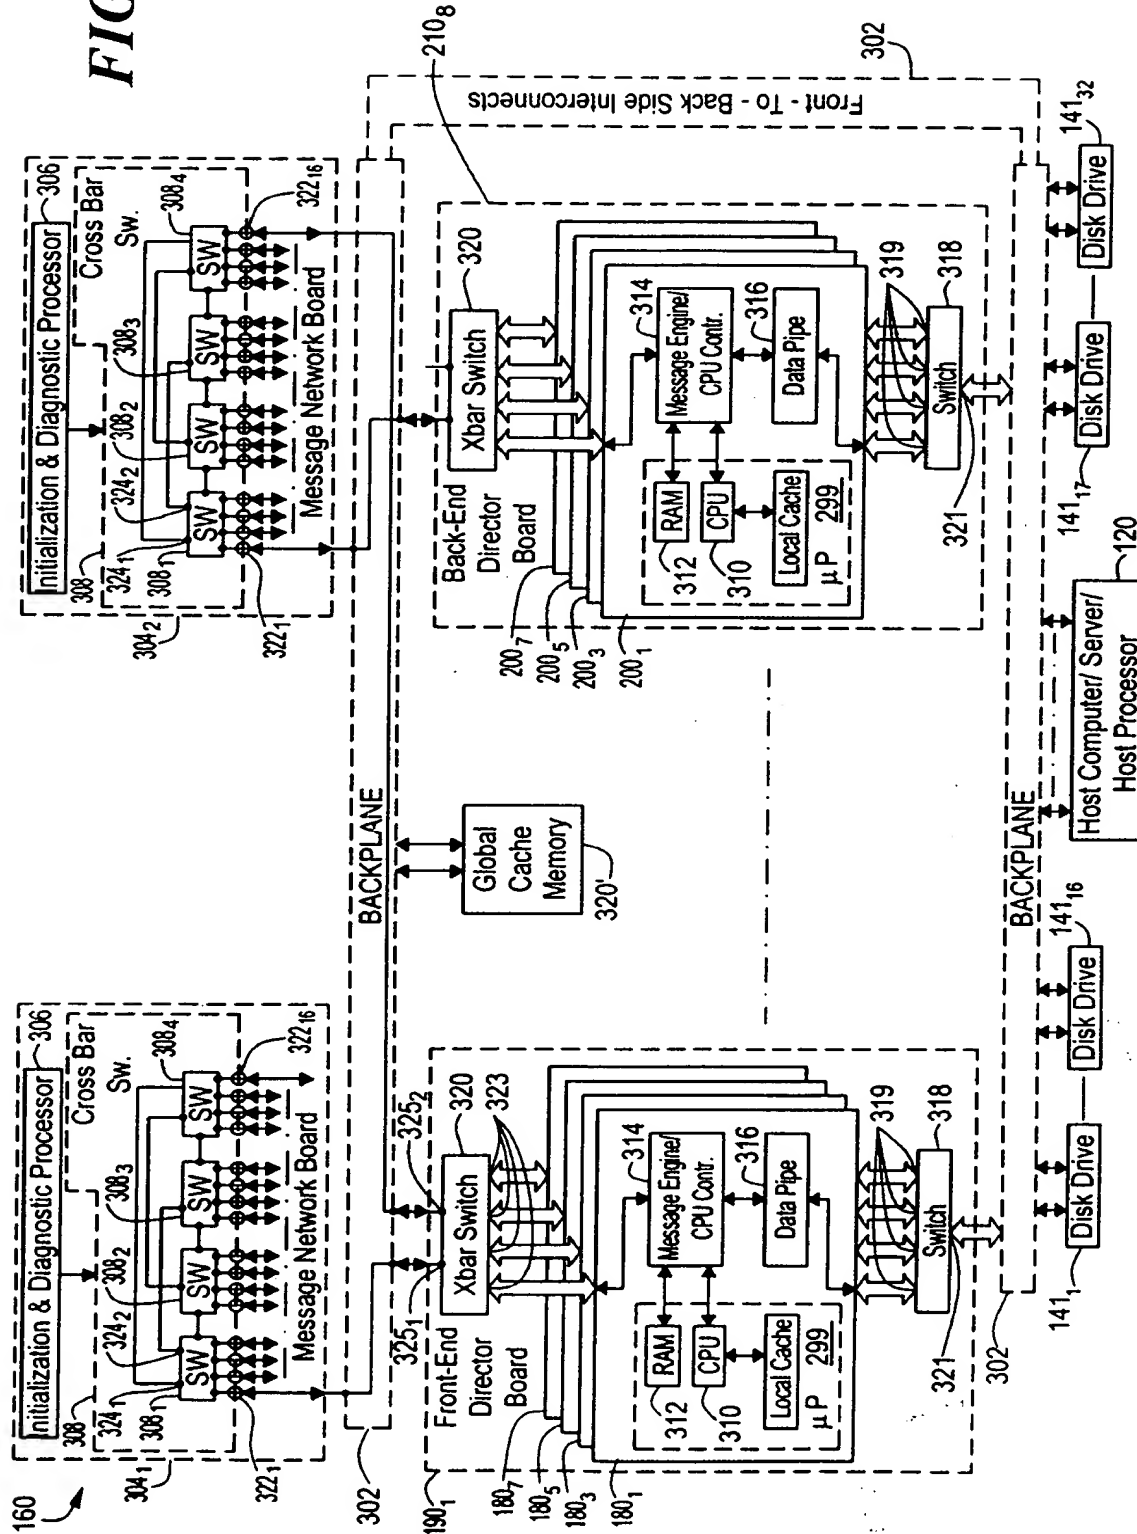 FIG
160
304₁
Initialization & Diagnostic Processor
306
308
Cross Bar
Sw.
324₁
324₂
308₁
308₂
308₃
308₄
SW
SW
SW
SW
322₁
322₁₆
Message Network Board
304₂
Initialization & Diagnostic Processor
306
308
Cross Bar
Sw.
324₁
324₂
308₁
308₂
308₃
308₄
SW
SW
SW
SW
322₁
322₁₆
Message Network Board
302
BACKPLANE
Front - To - Back Side Interconnects
302
Global
Cache
Memory
320'
190₁
Front-End
Director
Board
325₁
325₂
320
Xbar Switch
323
180₇
180₅
180₃
180₁
314
Message Engine/
CPU Contr.
316
Data Pipe
RAM
312
CPU
310
Local Cache
299
µP
319
318
Switch
321
210₈
Back-End
Director
Board
320
Xbar Switch
200₇
200₅
200₃
200₁
314
Message Engine/
CPU Contr.
316
Data Pipe
RAM
312
CPU
310
Local Cache
299
µP
319
318
Switch
321
302
BACKPLANE
141₁
Disk Drive
Disk Drive
141₁₆
Host Computer/ Server/
Host Processor
120
141₁₇
Disk Drive
Disk Drive
141₃₂